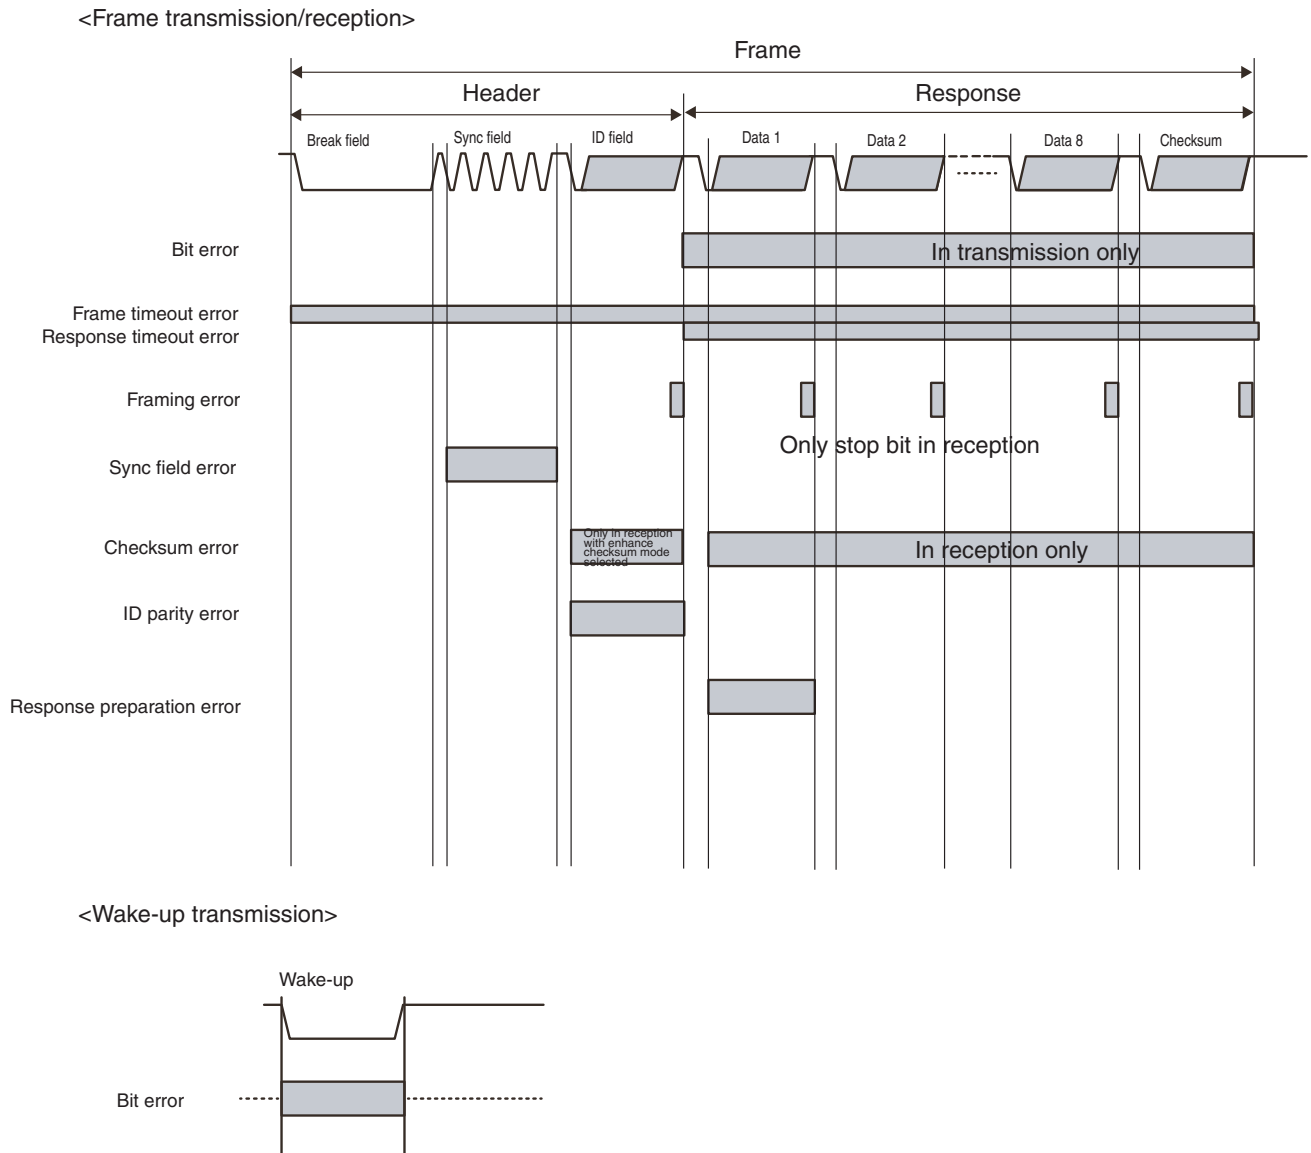 <Frame transmission/reception>
Frame
Header
Response
Break field
Sync field
ID field
Data 1
Data 2
Data 8
Checksum
Bit error
In transmission only
Frame timeout error
Response timeout error
Framing error
Only stop bit in reception
Sync field error
Checksum error
Only in reception
with enhance
checksum mode
selected
In reception only
ID parity error
Response preparation error
<Wake-up transmission>
Wake-up
Bit error